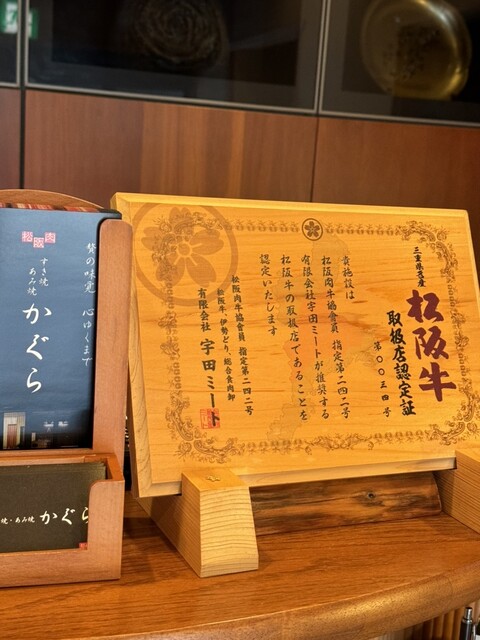 三重県産
松阪牛
取扱店認定証
第〇〇三四号
貴施設は
松阪肉牛協會員 指定第二四二号
有限会社宇田ミートが推奨する
松阪牛の取扱店であることを
認定いたします
松阪肉牛協會員 指定第二四二号
松阪牛、伊勢どり、総合食肉卸
有限会社 宇田ミート
贅の味覚 心ゆくまで
松阪肉
すき焼
あみ焼
かぐら
焼・あみ焼 かぐら